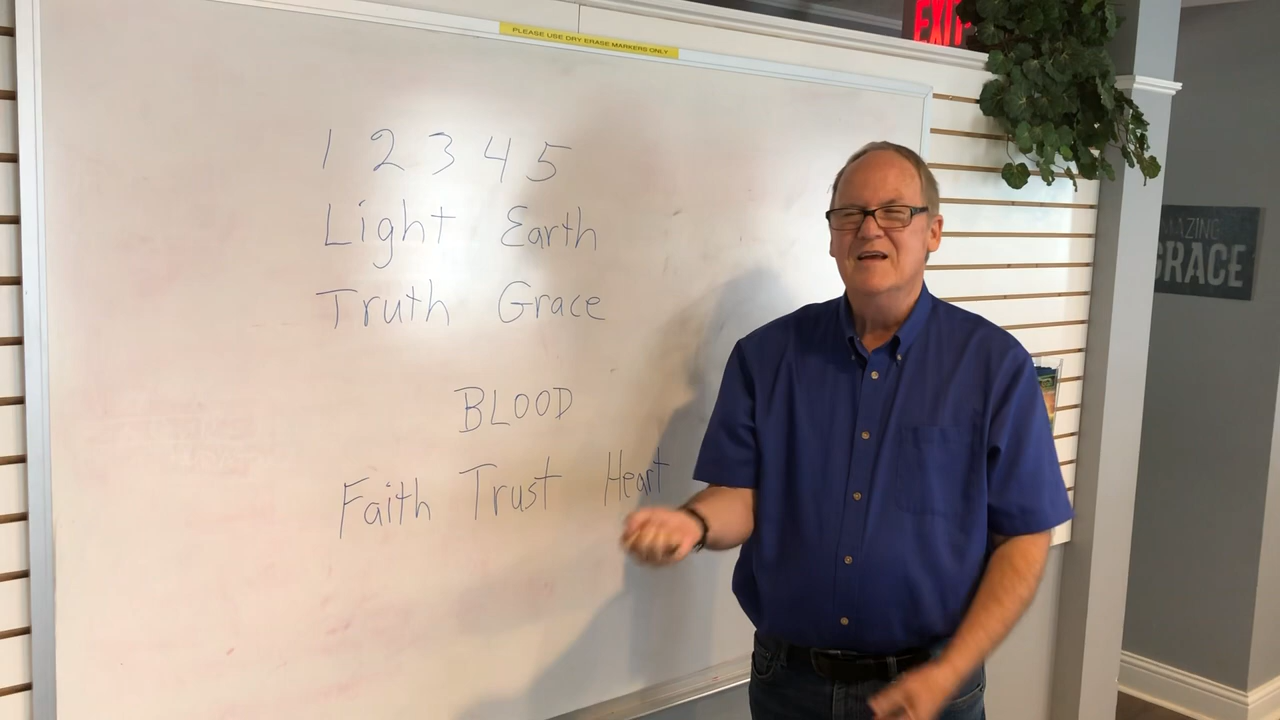 PLEASE USE DRY ERASE MARKERS ONLY
EXIT
1 2 3 4 5
Light Earth
Truth Grace
BLOOD
Faith Trust Heart
AMAZING
GRACE